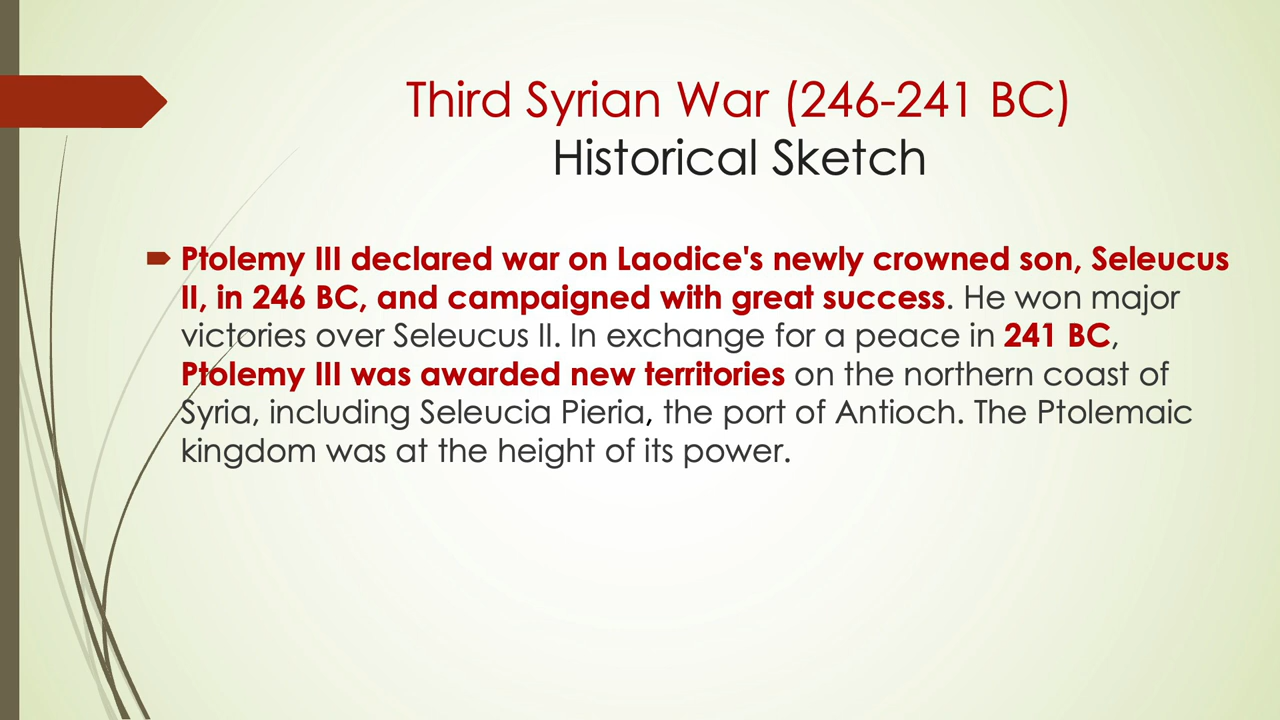 Third Syrian War (246-241 BC)
Historical Sketch
Ptolemy III declared war on Laodice's newly crowned son, Seleucus
II, in 246 BC, and campaigned with great success. He won major
victories over Seleucus II. In exchange for a peace in 241 BC,
Ptolemy III was awarded new territories on the northern coast of
Syria, including Seleucia Pieria, the port of Antioch. The Ptolemaic
kingdom was at the height of its power.